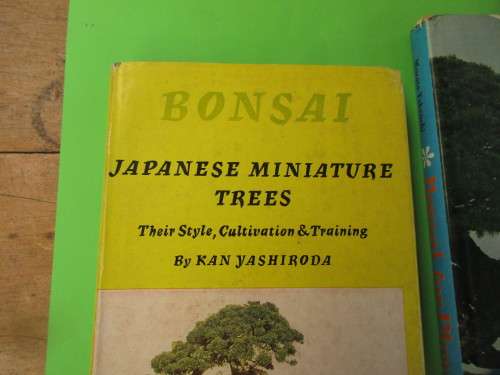 BONSAI
JAPANESE MINIATURE
TREES
Their Style, Cultivation & Training
By KAN YASHIRODA